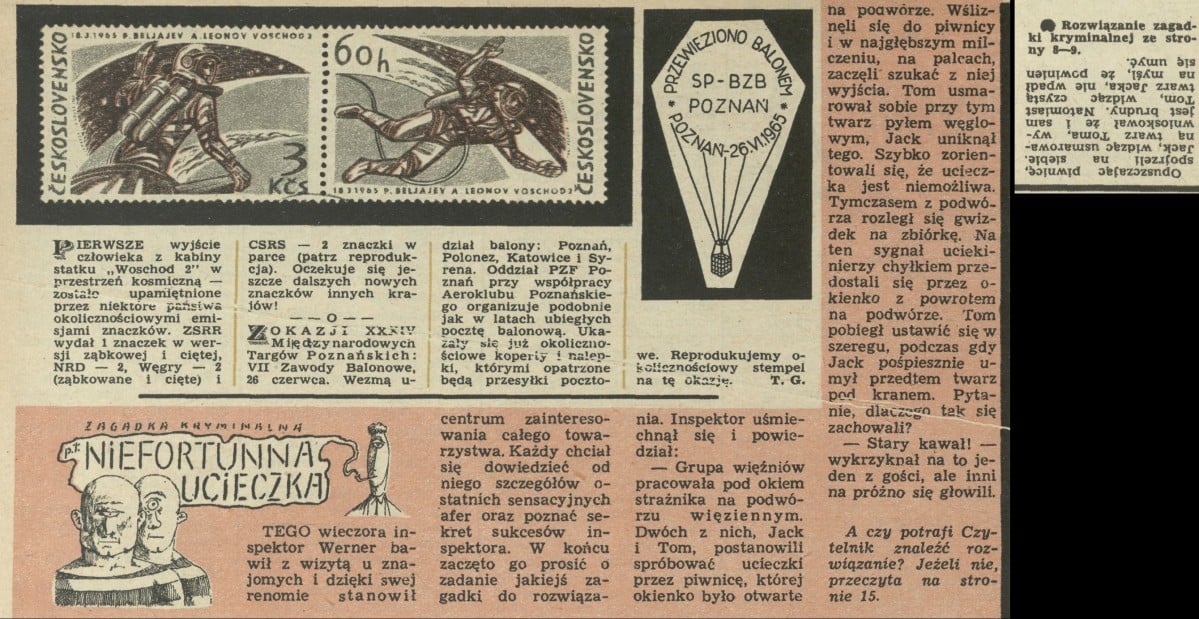 18.3.1965 P. BELJAJEV A. LEONOV VOSCHOD 2
ČESKOSLOVENSKO
3 Kčs
60h
ČESKOSLOVENSKO
18.3.1965 P. BELJAJEV A. LEONOV VOSCHOD 2
* PRZEWIEZIONO BALONEM *
SP-BZB
POZNAŃ
POZNAŃ-26.VI.1965
PIERWSZE wyjście
człowieka z kabiny
statku „Woschod 2" w
przestrzeń kosmiczną —
zostało upamiętnione
przez niektóre państwa
okolicznościowymi emi-
sjami znaczków. ZSRR
wydał 1 znaczek w wer-
sji ząbkowej i ciętej,
NRD — 2, Węgry — 2
(ząbkowane i cięte) i
CSRS — 2 znaczki w
parce (patrz reproduk-
cja). Oczekuje się je-
szcze dalszych nowych
znaczków innych kra-
jów!
——O——
Z OKAZJI XXXIV
Międzynarodowych
Targów Poznańskich:
VII Zawody Balonowe,
26 czerwca. Wezmą u-
dział balony: Poznań,
Polonez, Katowice i Sy-
rena. Oddział PZF Po-
znań przy współpracy
Aeroklubu Poznańskie-
go organizuje podobnie
jak w latach ubiegłych
pocztę balonową. Uka-
zały się już okoliczno-
ściowe koperty i nalep-
ki, którymi opatrzone
będą przesyłki poczto-
we. Reprodukujemy o-
kolicznościowy stempel
na tę okazję. T. G.
ZAGADKA KRYMINALNA
p.t. NIEFORTUNNA
UCIECZKA
TEGO wieczora in-
spektor Werner ba-
wił z wizytą u zna-
jomych i dzięki swej
renomie stanowił
centrum zaintereso-
wania całego towa-
rzystwa. Każdy chciał
się dowiedzieć od
niego szczegółów o-
statnich sensacyjnych
afer oraz poznać se-
kret sukcesów in-
spektora. W końcu
zaczęto go prosić o
zadanie jakiejś za-
gadki do rozwiąza-
nia. Inspektor uśmie-
chnął się i powie-
dział:
— Grupa więźniów
pracowała pod okiem
strażnika na podwó-
rzu więziennym.
Dwóch z nich, Jack
i Tom, postanowili
spróbować ucieczki
przez piwnicę, której
okienko było otwarte
na podwórze. Wśliz-
nęli się do piwnicy
i w najgłębszym mil-
czeniu, na palcach,
zaczęli szukać z niej
wyjścia. Tom usma-
rował sobie przy tym
twarz pyłem węglo-
wym, Jack uniknął
tego. Szybko zorien-
towali się, że uciecz-
ka jest niemożliwa.
Tymczasem z podwó-
rza rozległ się gwiz-
dek na zbiórkę. Na
ten sygnał ucieki-
nierzy chyłkiem prze-
dostali się przez o-
kienko z powrotem
na podwórze. Tom
pobiegł ustawić się w
szeregu, podczas gdy
Jack pośpiesznie u-
mył przedtem twarz
pod kranem. Pyta-
nie, dlaczego tak się
zachowali?
— Stary kawał! —
wykrzyknął na to je-
den z gości, ale inni
na próżno się głowili.
A czy potrafi Czy-
telnik znaleźć roz-
wiązanie? Jeżeli nie,
przeczyta na stro-
nie 15.
● Rozwiązanie zagad-
ki kryminalnej ze stro-
ny 8—9.
Opuszczając piwnicę,
spojrzeli na siebie.
Jack, widząc usmarowa-
ną twarz Toma, wy-
wnioskował że i sam
jest brudny. Natomiast
Tom, widząc czystą
twarz Jacka, nie wpadł
na myśl, że powinien
się umyć.